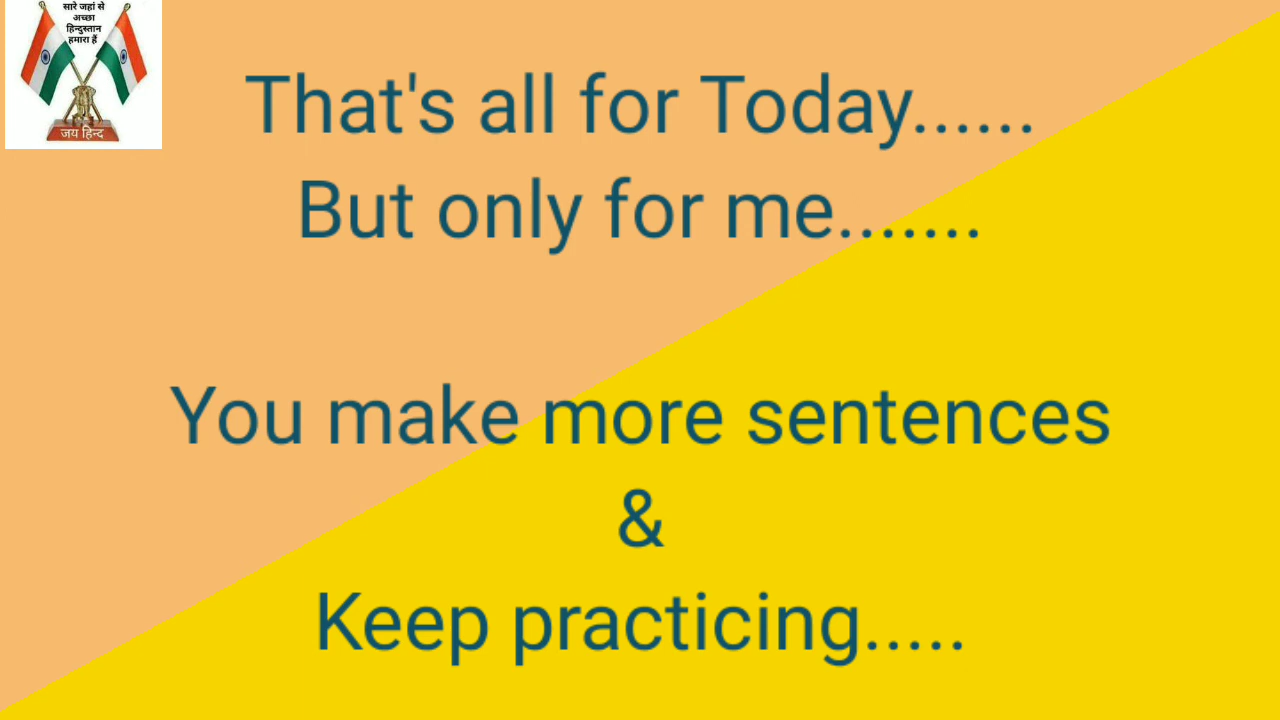 सारे जहां से
अच्छा
हिन्दुस्तान
हमारा हैं
जय हिन्द
That's all for Today......
But only for me.......
You make more sentences
&
Keep practicing.....